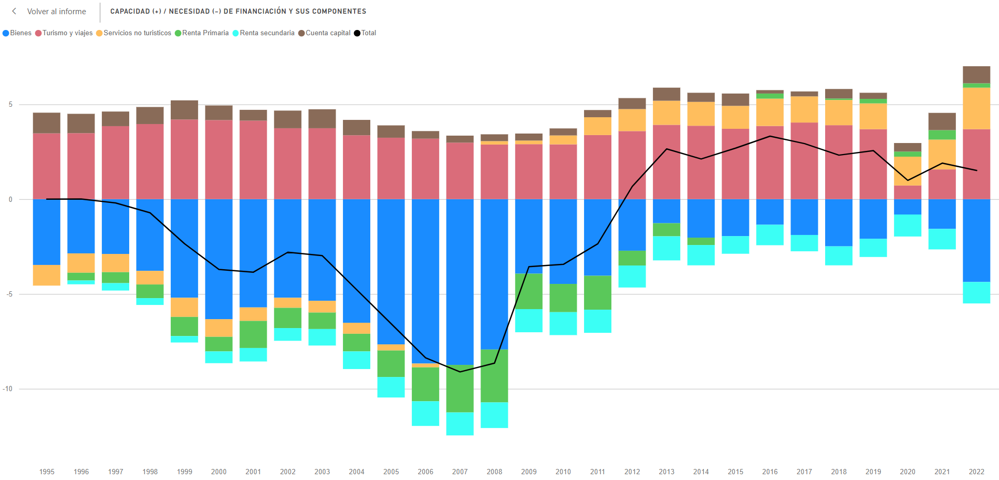 Volver al informe
CAPACIDAD (+) / NECESIDAD (-) DE FINANCIACIÓN Y SUS COMPONENTES
Bienes Turismo y viajes Servicios no turisticos Renta Primaria Renta secundaria Cuenta capital Total
5
0
-5
-10
1995 1996 1997 1998 1999 2000 2001 2002 2003 2004 2005 2006 2007 2008 2009 2010 2011 2012 2013 2014 2015 2016 2017 2018 2019 2020 2021 2022